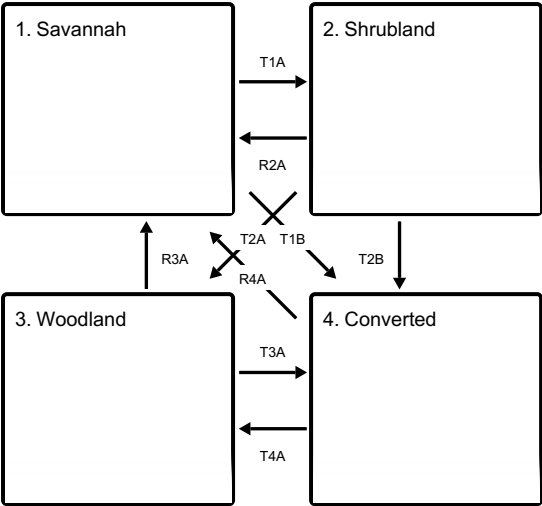 1. Savannah
2. Shrubland
T1A
R2A
T2A
T1B
R3A
T2B
R4A
3. Woodland
4. Converted
T3A
T4A